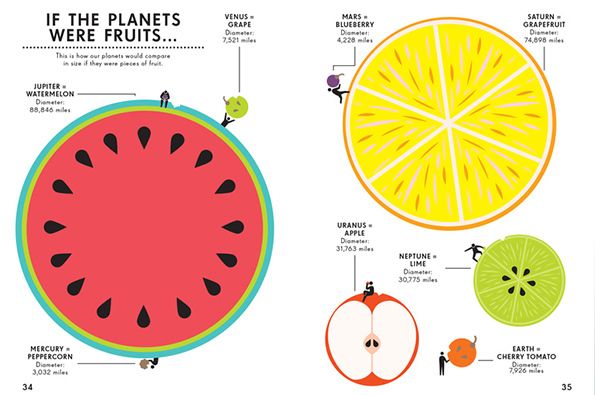 IF THE PLANETS
WERE FRUITS...
This is how our planets would compare
in size if they were pieces of fruit.
JUPITER =
WATERMELON
Diameter:
88,846 miles
VENUS =
GRAPE
Diameter:
7,521 miles
MERCURY =
PEPPERCORN
Diameter:
3,032 miles
34
MARS =
BLUEBERRY
Diameter:
4,228 miles
SATURN =
GRAPEFRUIT
Diameter:
74,898 miles
URANUS =
APPLE
Diameter:
31,763 miles
NEPTUNE =
LIME
Diameter:
30,775 miles
EARTH =
CHERRY TOMATO
Diameter:
7,926 miles
35